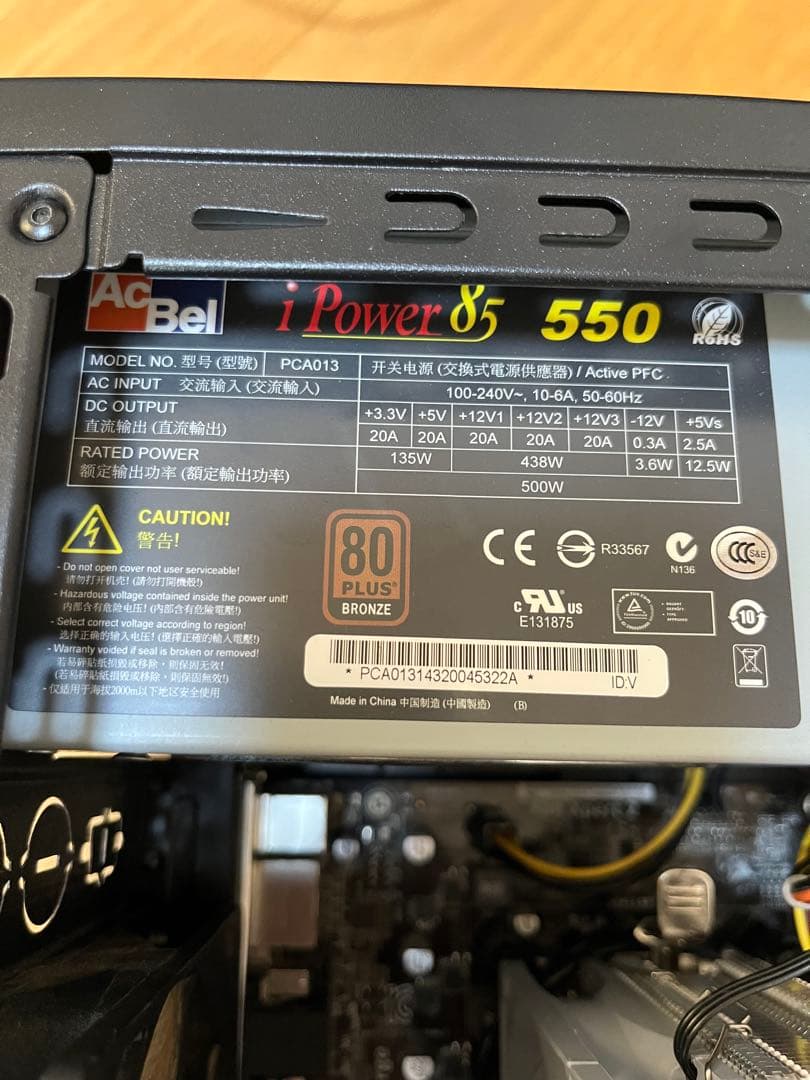 AcBel i Power 85 550
RoHS
MODEL NO. 型号 (型號) PCA013 开关电源 (交換式電源供應器) / Active PFC
AC INPUT 交流输入 (交流輸入) 100-240V~, 10-6A, 50-60Hz
DC OUTPUT
直流输出 (直流輸出)
+3.3V +5V +12V1 +12V2 +12V3 -12V +5Vs
20A 20A 20A 20A 20A 0.3A 2.5A
RATED POWER
额定输出功率 (額定輸出功率)
135W 438W 3.6W 12.5W
500W
CAUTION!
警告!
- Do not open cover not user serviceable!
请勿打开机壳! (請勿打開機殼!)
- Hazardous voltage contained inside the power unit!
内部含有危险电压! (內部含有危險電壓!)
- Select correct voltage according to region!
选择正确的输入电压! (選擇正確的輸入電壓!)
- Warranty voided if seal is broken or removed!
若易碎貼紙損毀或移除，則保固无效!
(若易碎貼紙損毀或移除，則保固無效!)
- 仅适用于海拔2000m以下地区安全使用
80
PLUS®
BRONZE
CE
R33567
N136
CCC S&E
c RU US
E131875
10
* PCA01314320045322A *
ID:V
Made in China 中国制造 (中國製造) (B)